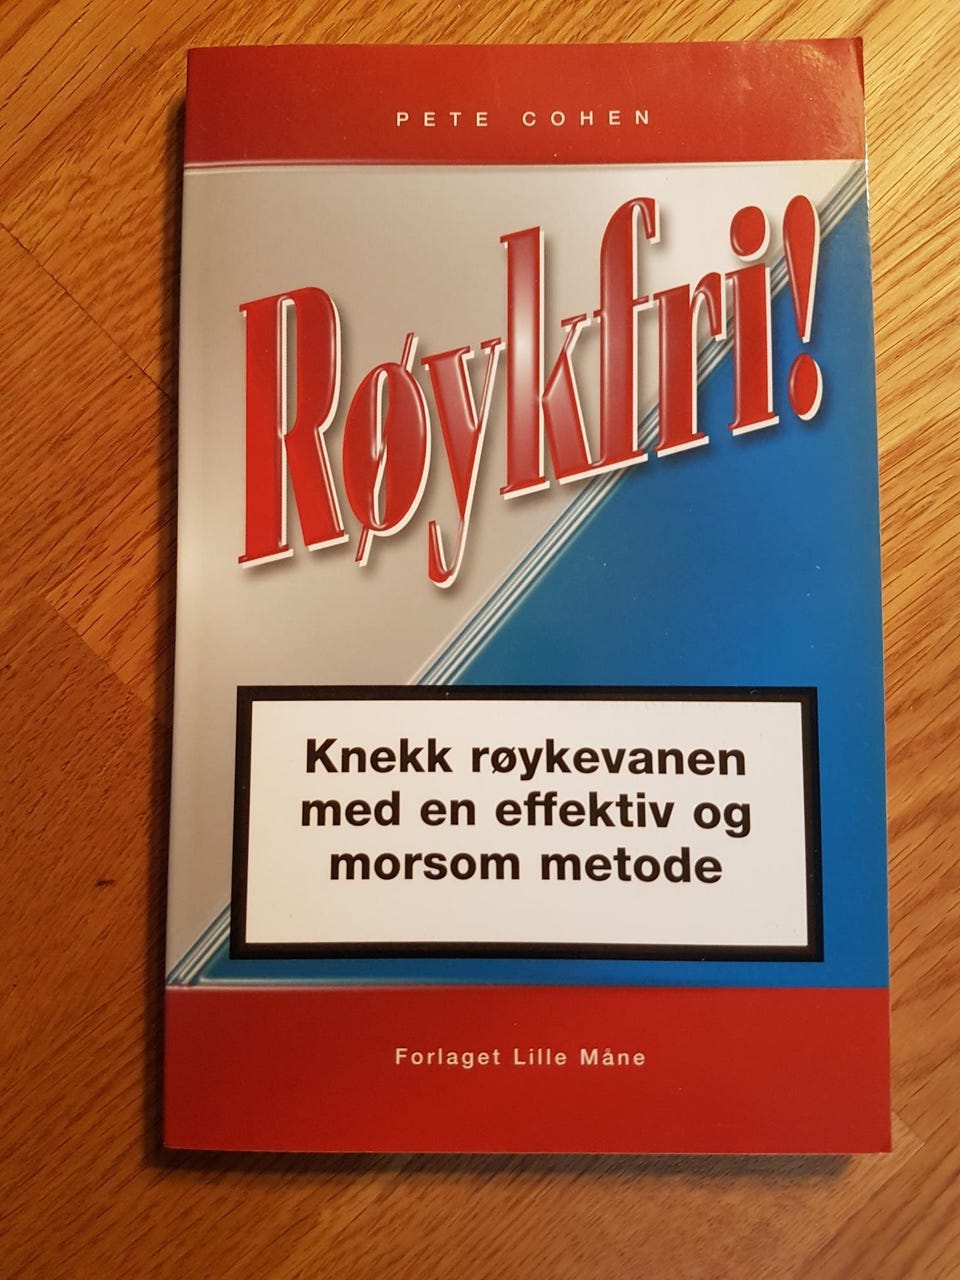 PETE COHEN
Røykfri!
Knekk røykevanen
med en effektiv og
morsom metode
Forlaget Lille Måne